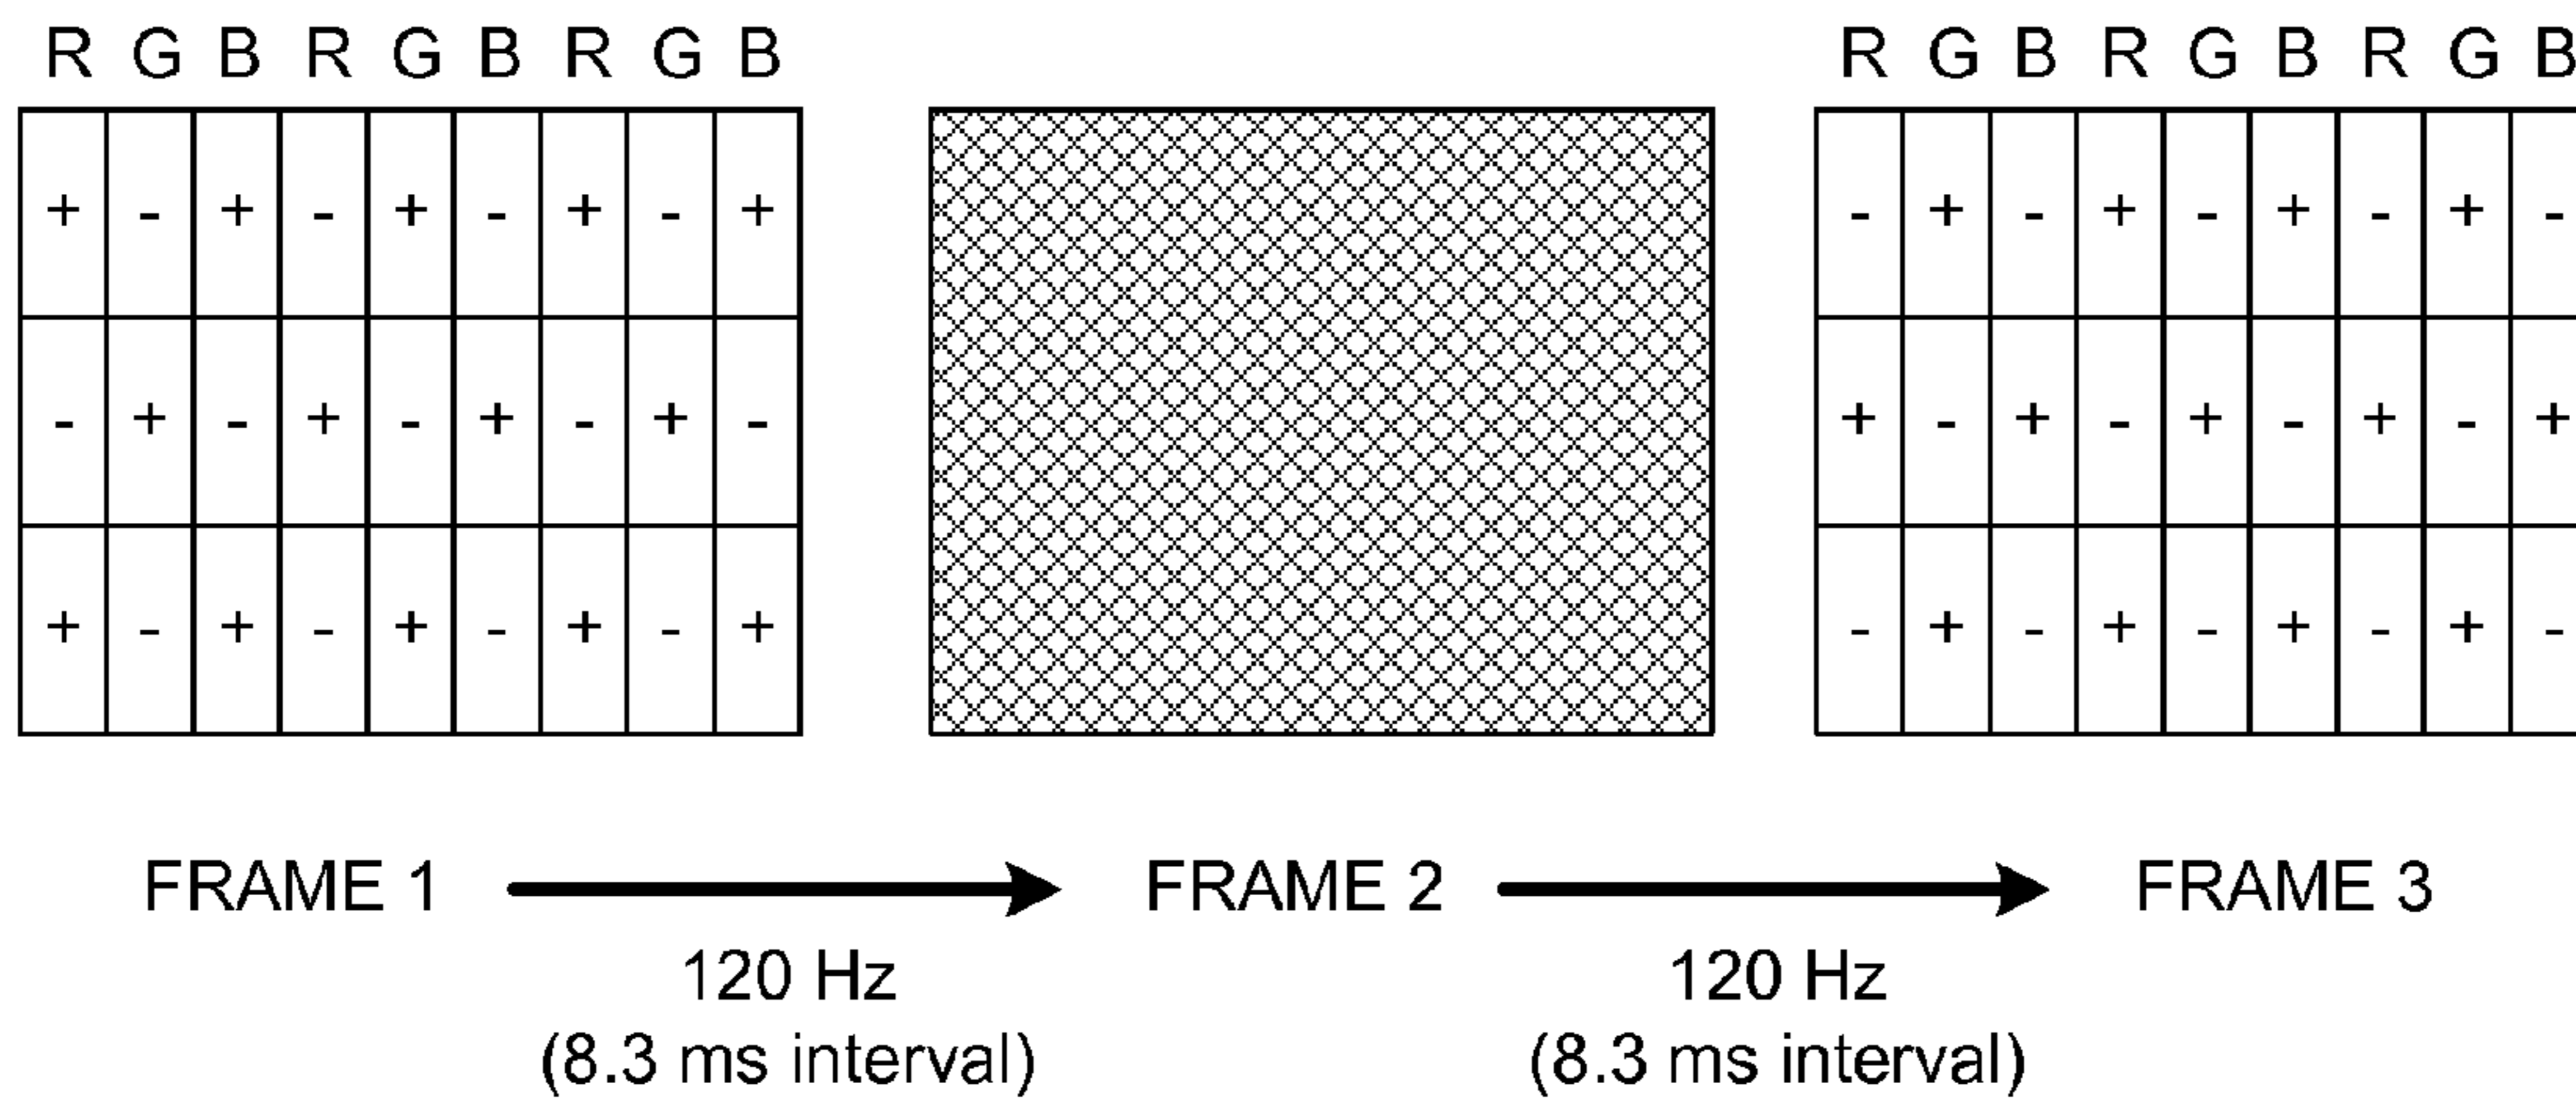 R G B R G B R G B
R G B R G B R G B
+ - + - + - + - +
- + - + - + - + -
- + - + - + - + -
+ - + - + - + - +
+ - + - + - + - +
- + - + - + - + -
FRAME 1
FRAME 2
FRAME 3
120 Hz
(8.3 ms interval)
120 Hz
(8.3 ms interval)